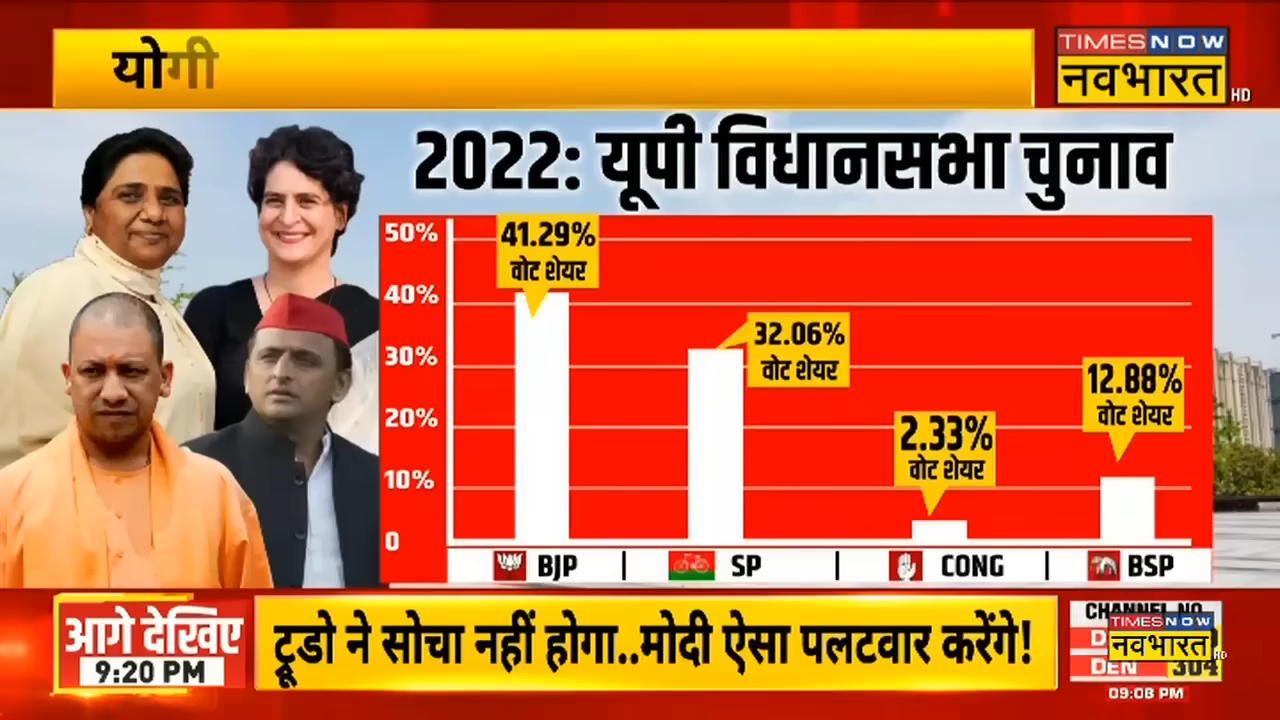 योगी
TIMES NOW
नवभारत
HD
2022: यूपी विधानसभा चुनाव
50%
40%
30%
20%
10%
0
41.29%
वोट शेयर
32.06%
वोट शेयर
2.33%
वोट शेयर
12.88%
वोट शेयर
BJP
SP
CONG
BSP
आगे देखिए
9:20 PM
ट्रूडो ने सोचा नहीं होगा..मोदी ऐसा पलटवार करेंगे!
CHANNEL NO.
TIMES NOW
नवभारत
HD
DEN 304
09:08 PM